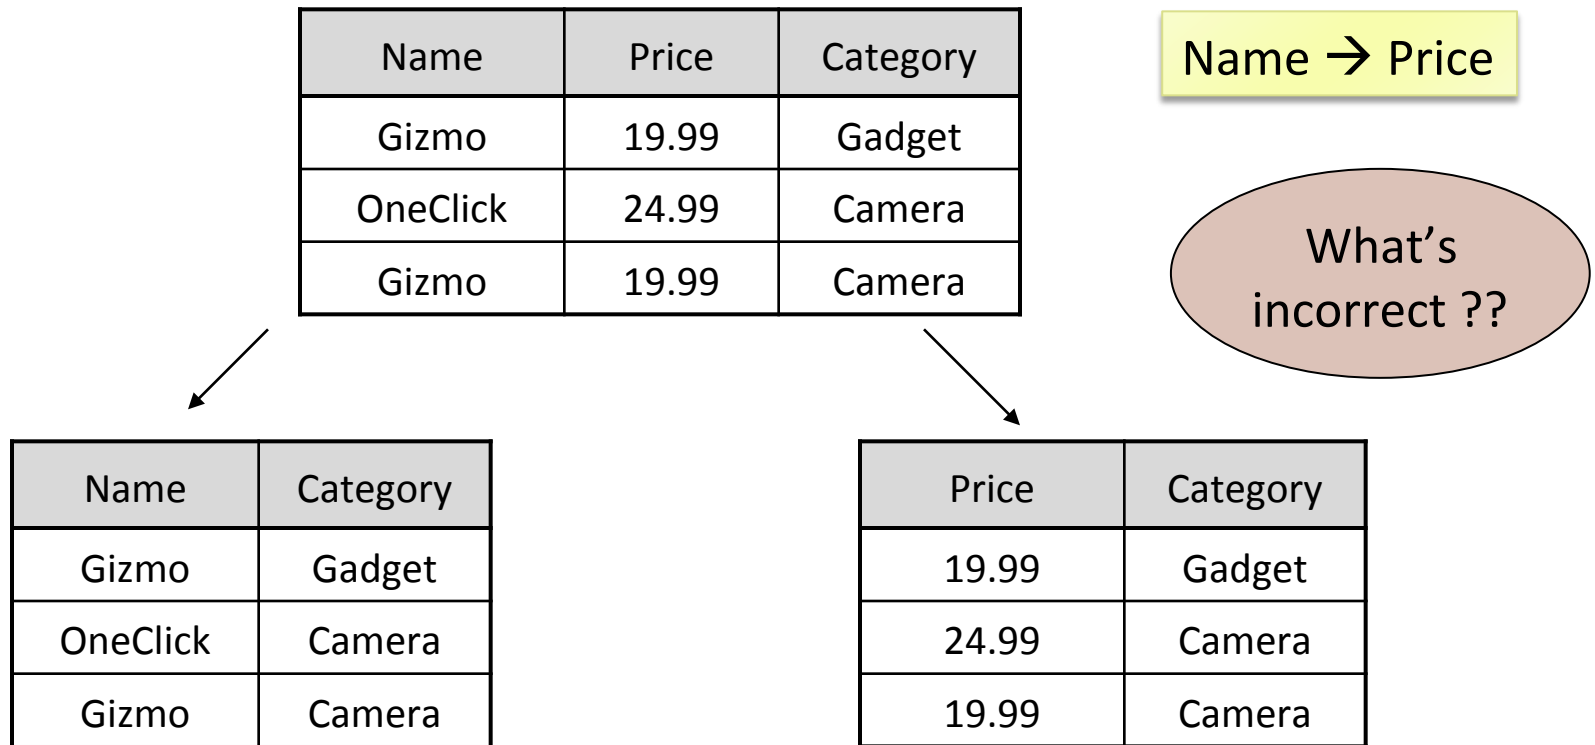 Name Price Category
Gizmo 19.99 Gadget
OneClick 24.99 Camera
Gizmo 19.99 Camera
Name → Price
What's
incorrect ??
Name Category
Gizmo Gadget
OneClick Camera
Gizmo Camera
Price Category
19.99 Gadget
24.99 Camera
19.99 Camera